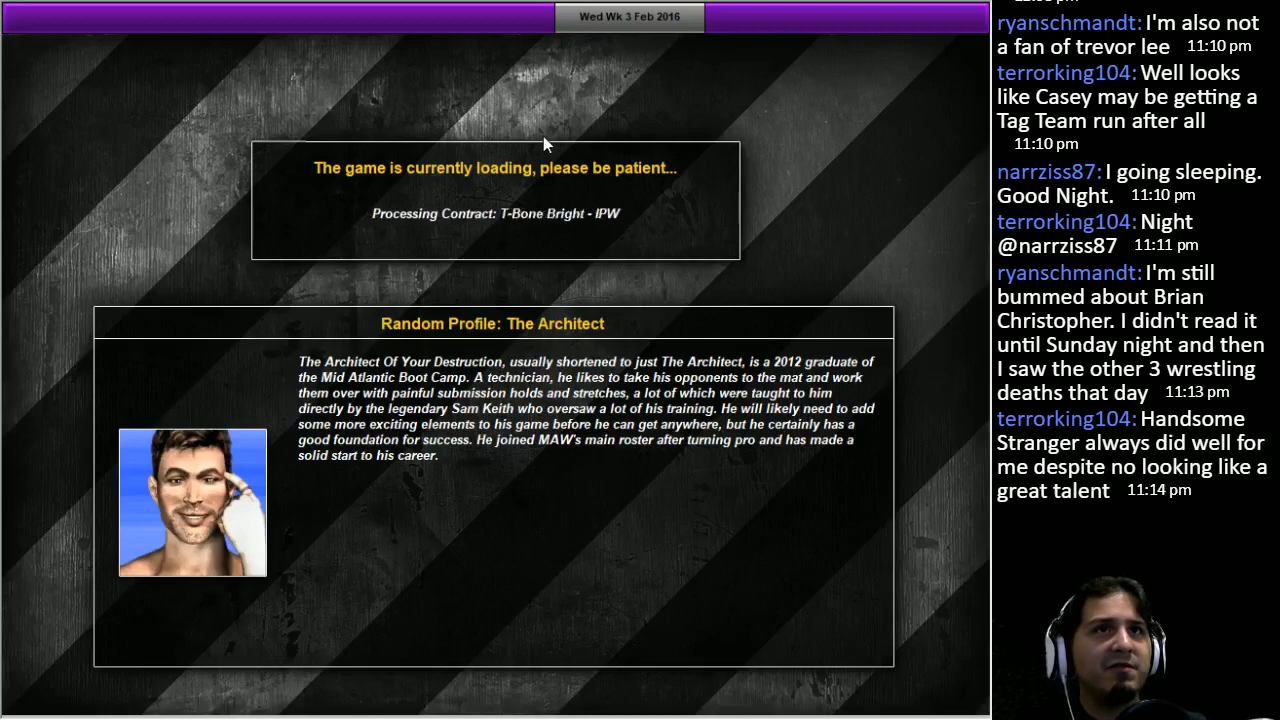 Wed Wk 3 Feb 2016
The game is currently loading, please be patient...
Processing Contract: T-Bone Bright - IPW
Random Profile: The Architect
The Architect Of Your Destruction, usually shortened to just The Architect, is a 2012 graduate of
the Mid Atlantic Boot Camp. A technician, he likes to take his opponents to the mat and work
them over with painful submission holds and stretches, a lot of which were taught to him
directly by the legendary Sam Keith who oversaw a lot of his training. He will likely need to add
some more exciting elements to his game before he can get anywhere, but he certainly has a
good foundation for success. He joined MAW's main roster after turning pro and has made a
solid start to his career.
ryanschmandt: I'm also not
a fan of trevor lee 11:10 pm
terrorking104: Well looks
like Casey may be getting a
Tag Team run after all
11:10 pm
narrziss87: I going sleeping.
Good Night. 11:10 pm
terrorking104: Night
@narrziss87 11:11 pm
ryanschmandt: I'm still
bummed about Brian
Christopher. I didn't read it
until Sunday night and then
I saw the other 3 wrestling
deaths that day 11:13 pm
terrorking104: Handsome
Stranger always did well for
me despite no looking like a
great talent 11:14 pm